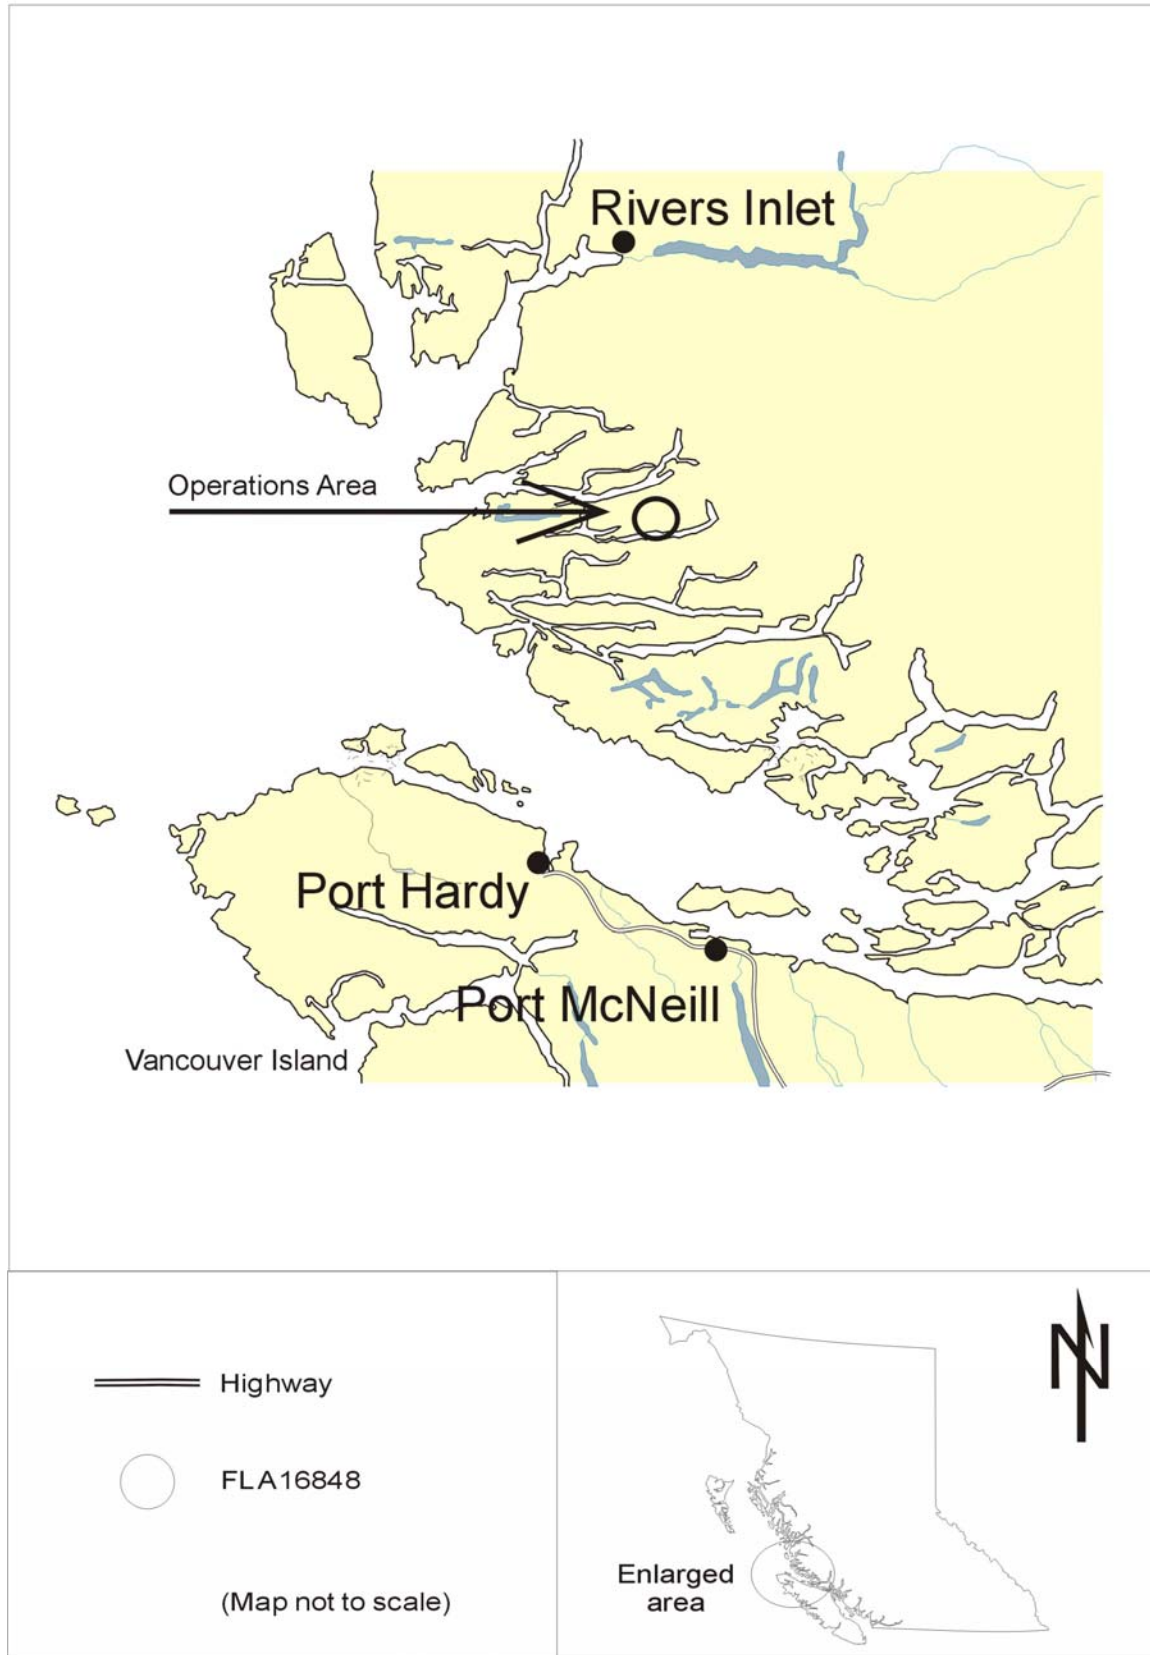 Rivers Inlet
Operations Area
Port Hardy
Port McNeill
Vancouver Island
Highway
FLA16848
(Map not to scale)
Enlarged
area
N